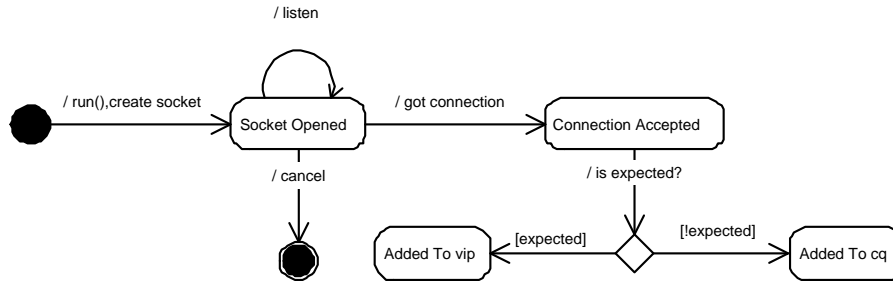 / listen
/ run(),create socket
/ got connection
Socket Opened
Connection Accepted
/ cancel
/ is expected?
[expected]
[!expected]
Added To vip
Added To cq